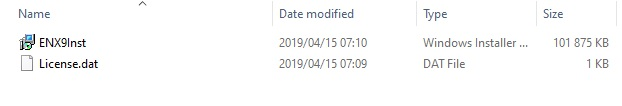 Name Date modified Type Size
ENX9Inst 2019/04/15 07:10 Windows Installer ... 101 875 KB
License.dat 2019/04/15 07:09 DAT File 1 KB